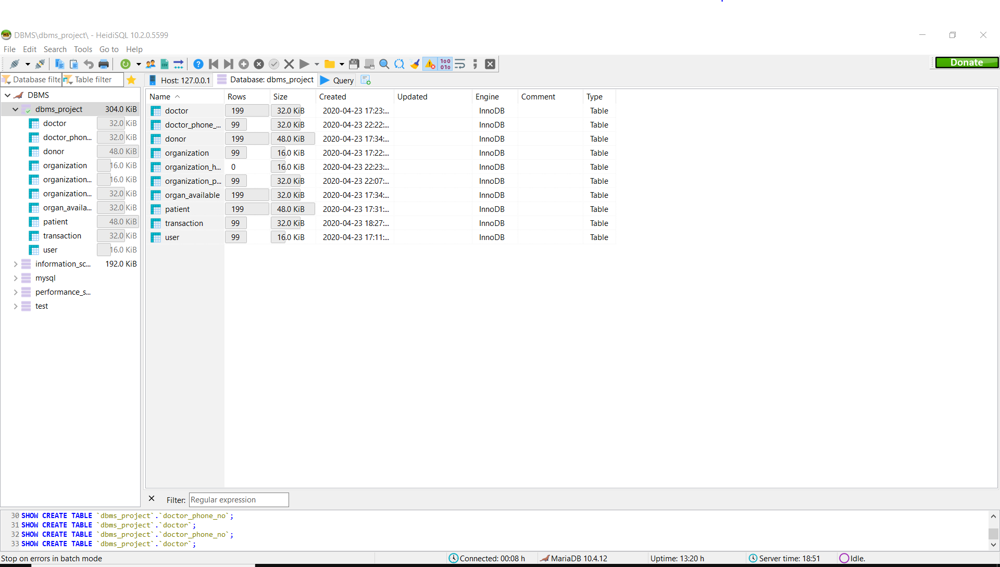 DBMS\dbms_project\ - HeidiSQL 10.2.0.5599
File Edit Search Tools Go to Help
Donate
Database filte Table filter Host: 127.0.0.1 Database: dbms_project Query
DBMS
dbms_project 304.0 KiB
doctor 32.0 KiB
doctor_phon... 32.0 KiB
donor 48.0 KiB
organization 16.0 KiB
organization... 16.0 KiB
organization... 32.0 KiB
organ_availa... 32.0 KiB
patient 48.0 KiB
transaction 32.0 KiB
user 16.0 KiB
information_sc... 192.0 KiB
mysql
performance_s...
test
Name Rows Size Created Updated Engine Comment Type
doctor 199 32.0 KiB 2020-04-23 17:23:... InnoDB Table
doctor_phone_... 99 32.0 KiB 2020-04-23 22:22:... InnoDB Table
donor 199 48.0 KiB 2020-04-23 17:34:... InnoDB Table
organization 99 16.0 KiB 2020-04-23 17:22:... InnoDB Table
organization_h... 0 16.0 KiB 2020-04-23 22:23:... InnoDB Table
organization_p... 99 32.0 KiB 2020-04-23 22:07:... InnoDB Table
organ_available 199 32.0 KiB 2020-04-23 17:34:... InnoDB Table
patient 199 48.0 KiB 2020-04-23 17:31:... InnoDB Table
transaction 99 32.0 KiB 2020-04-23 18:27:... InnoDB Table
user 99 16.0 KiB 2020-04-23 17:11:... InnoDB Table
Filter: Regular expression
30 SHOW CREATE TABLE `dbms_project`.`doctor_phone_no`;
31 SHOW CREATE TABLE `dbms_project`.`doctor`;
32 SHOW CREATE TABLE `dbms_project`.`doctor_phone_no`;
33 SHOW CREATE TABLE `dbms_project`.`doctor`;
Stop on errors in batch mode Connected: 00:08 h MariaDB 10.4.12 Uptime: 13:20 h Server time: 18:51 Idle.